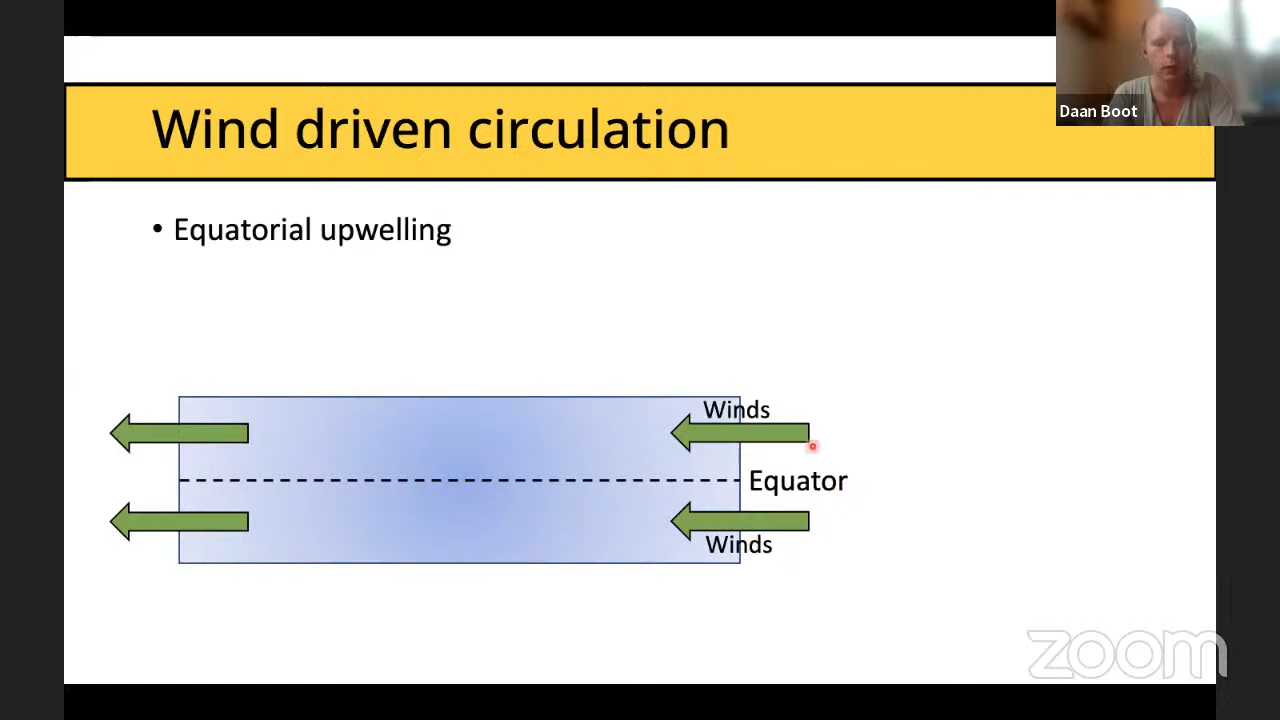 Daan Boot
Wind driven circulation
• Equatorial upwelling
Winds
Equator
Winds
zoom